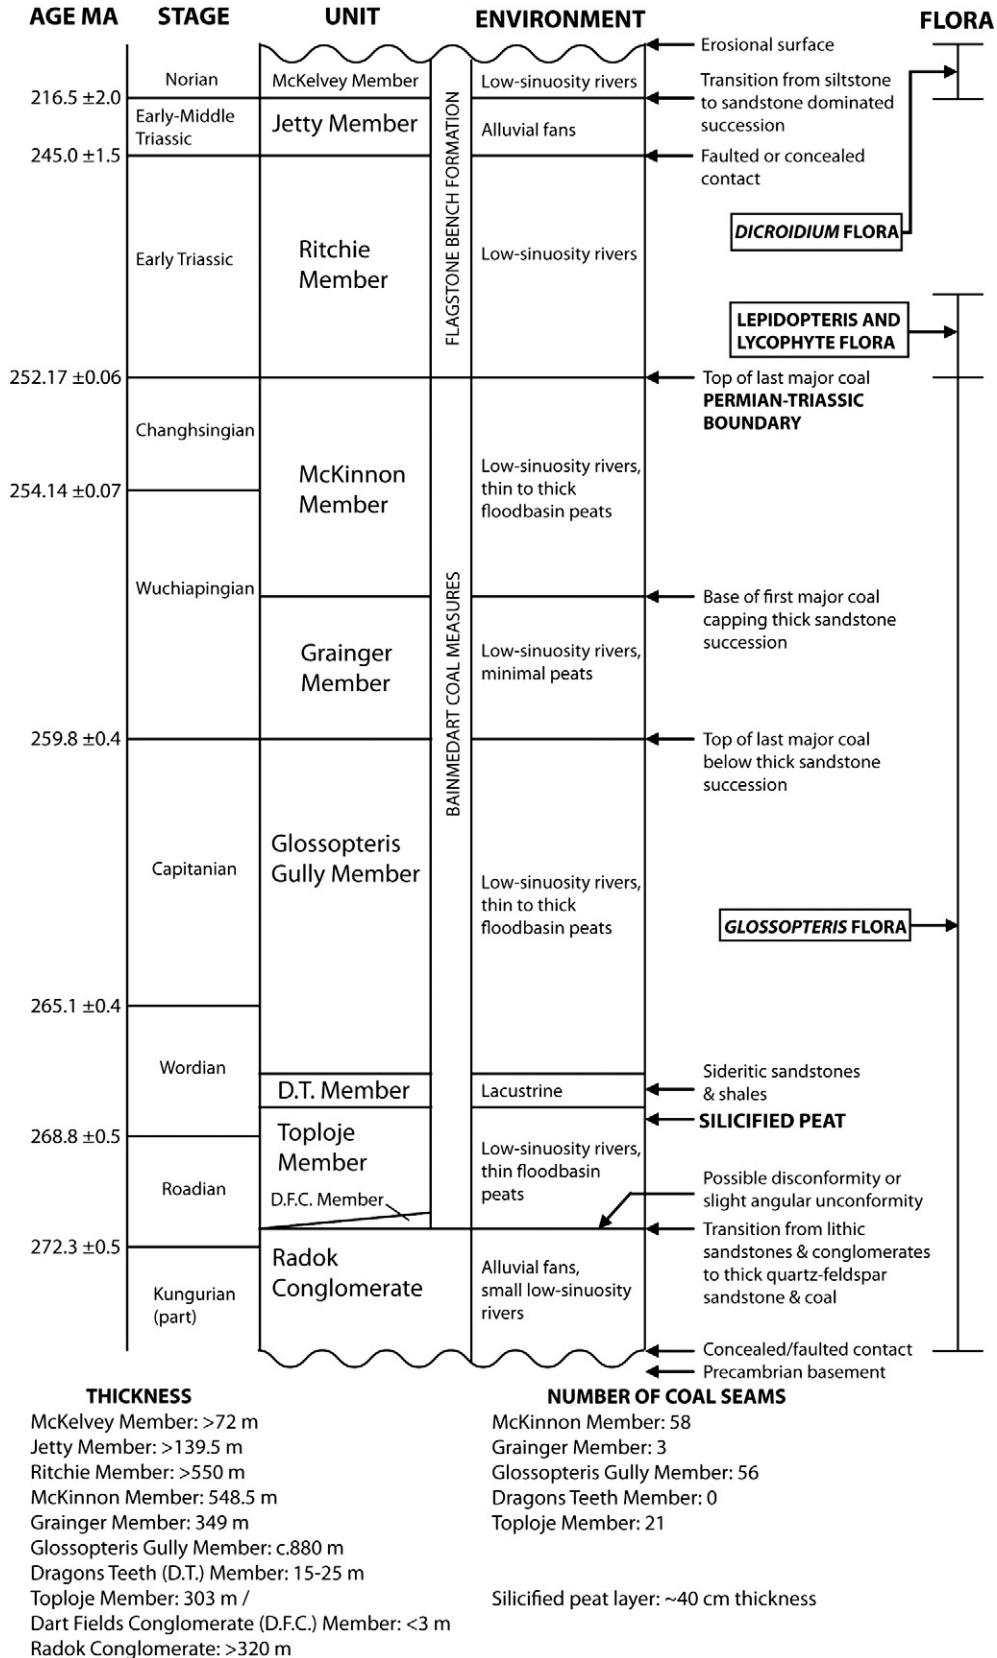 AGE MA STAGE UNIT ENVIRONMENT FLORA
Erosional surface
Norian McKelvey Member Low-sinuosity rivers
Transition from siltstone
to sandstone dominated
succession
216.5 ±2.0
Early-Middle
Triassic
Jetty Member
Alluvial fans
245.0 ±1.5
Faulted or concealed
contact
FLAGSTONE BENCH FORMATION
DICROIDIUM FLORA
Early Triassic
Ritchie
Member
Low-sinuosity rivers
LEPIDOPTERIS AND
LYCOPHYTE FLORA
252.17 ±0.06
Top of last major coal
PERMIAN-TRIASSIC
BOUNDARY
Changhsingian
McKinnon
Member
Low-sinuosity rivers,
thin to thick
floodbasin peats
254.14 ±0.07
Wuchiapingian
BAINMEDART COAL MEASURES
Base of first major coal
capping thick sandstone
succession
Grainger
Member
Low-sinuosity rivers,
minimal peats
259.8 ±0.4
Top of last major coal
below thick sandstone
succession
Glossopteris
Gully Member
Capitanian
Low-sinuosity rivers,
thin to thick
floodbasin peats
GLOSSOPTERIS FLORA
265.1 ±0.4
Wordian
D.T. Member
Lacustrine
Sideritic sandstones
& shales
SILICIFIED PEAT
268.8 ±0.5
Toploje
Member
Low-sinuosity rivers,
thin floodbasin
peats
Roadian
D.F.C. Member
Possible disconformity or
slight angular unconformity
Transition from lithic
sandstones & conglomerates
to thick quartz-feldspar
sandstone & coal
272.3 ±0.5
Radok
Conglomerate
Alluvial fans,
small low-sinuosity
rivers
Kungurian
(part)
Concealed/faulted contact
Precambrian basement
THICKNESS
McKelvey Member: >72 m
Jetty Member: >139.5 m
Ritchie Member: >550 m
McKinnon Member: 548.5 m
Grainger Member: 349 m
Glossopteris Gully Member: c.880 m
Dragons Teeth (D.T.) Member: 15-25 m
Toploje Member: 303 m /
Dart Fields Conglomerate (D.F.C.) Member: <3 m
Radok Conglomerate: >320 m
NUMBER OF COAL SEAMS
McKinnon Member: 58
Grainger Member: 3
Glossopteris Gully Member: 56
Dragons Teeth Member: 0
Toploje Member: 21
Silicified peat layer: ~40 cm thickness